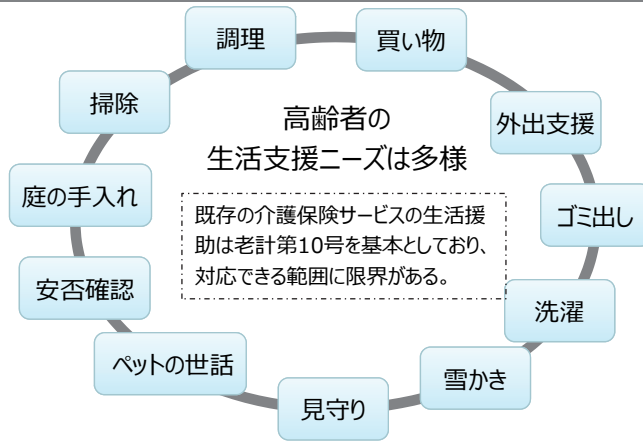 調理
買い物
掃除
高齢者の
生活支援ニーズは多様
外出支援
庭の手入れ
既存の介護保険サービスの生活援
助は老計第10号を基本としており、
対応できる範囲に限界がある。
ゴミ出し
安否確認
洗濯
ペットの世話
雪かき
見守り